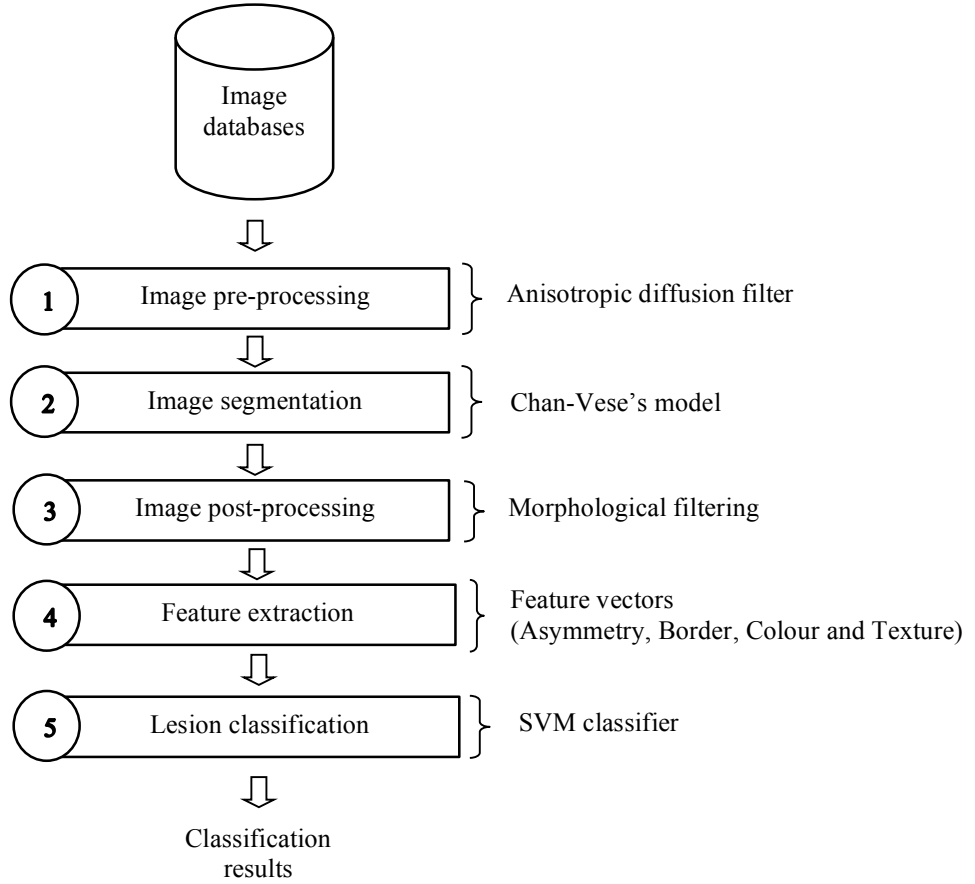 Image
databases
1
Image pre-processing
Anisotropic diffusion filter
2
Image segmentation
Chan-Vese’s model
3
Image post-processing
Morphological filtering
4
Feature extraction
Feature vectors
(Asymmetry, Border, Colour and Texture)
5
Lesion classification
SVM classifier
Classification
results